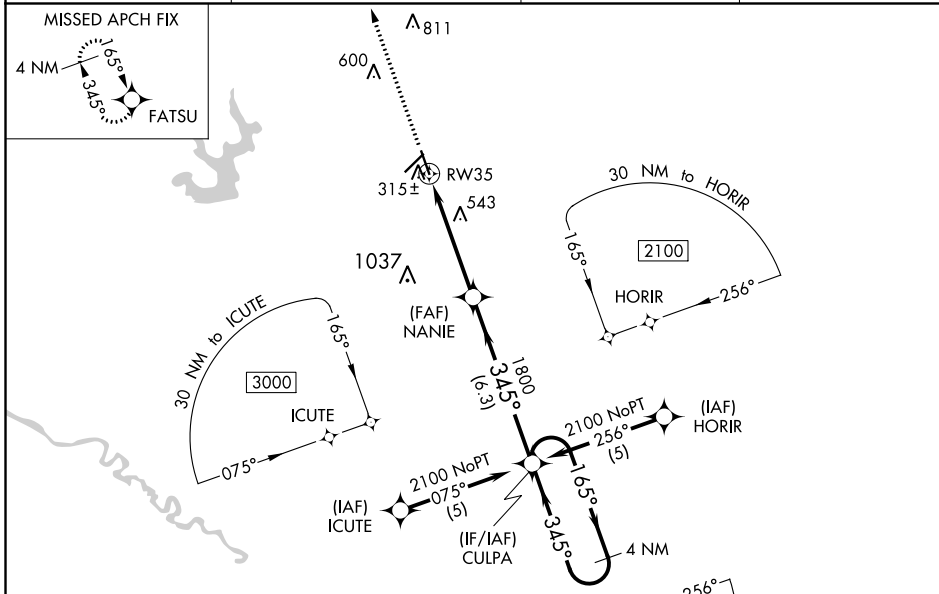 MISSED APCH FIX
4 NM
165°
345°
FATSU
811
600
RW35
315±
543
1037
30 NM to HORIR
165°
2100
HORIR
256°
(FAF)
NANIE
30 NM to ICUTE
165°
3000
ICUTE
075°
1800
345°
(6.3)
2100 NoPT
256°
(5)
(IAF)
HORIR
2100 NoPT
075°
(5)
(IAF)
ICUTE
(IF/IAF)
CULPA
165°
345°
4 NM
256°